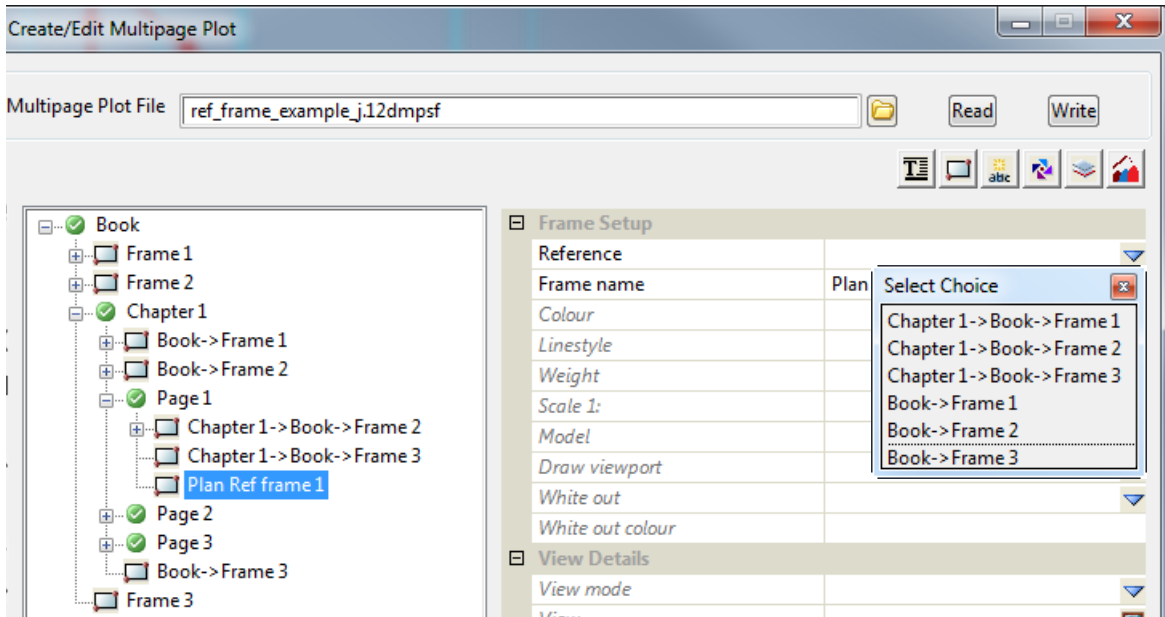 Create/Edit Multipage Plot
Multipage Plot File
ref_frame_example_j.12dmpsf
Read
Write
T
abc
Book
Frame 1
Frame 2
Chapter 1
Book->Frame 1
Book->Frame 2
Page 1
Chapter 1->Book->Frame 2
Chapter 1->Book->Frame 3
Plan Ref frame 1
Page 2
Page 3
Book->Frame 3
Frame 3
Frame Setup
Reference
Frame name
Plan
Colour
Linestyle
Weight
Scale 1:
Model
Draw viewport
White out
White out colour
View Details
View mode
View
Select Choice
Chapter 1->Book->Frame 1
Chapter 1->Book->Frame 2
Chapter 1->Book->Frame 3
Book->Frame 1
Book->Frame 2
Book->Frame 3